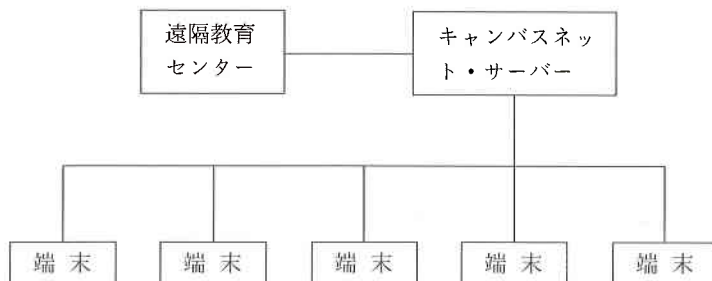 遠隔教育
センター
キャンバスネッ
ト・サーバー
端 末
端 末
端 末
端 末
端 末